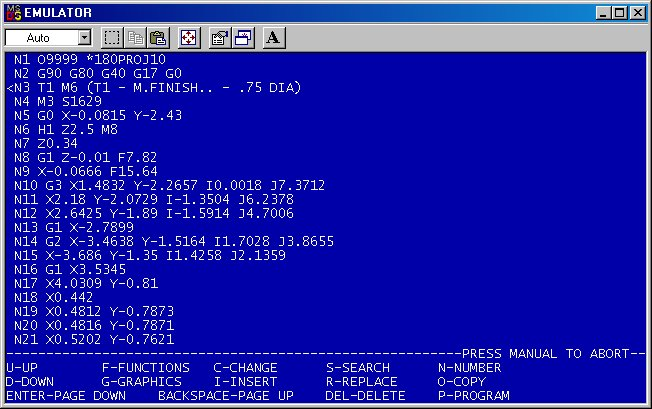 EMULATOR
Auto
A
N1 O9999 *180PROJ10
N2 G90 G80 G40 G17 G0
<N3 T1 M6 (T1 - M.FINISH.. - .75 DIA)
N4 M3 S1629
N5 G0 X-0.0815 Y-2.43
N6 H1 Z2.5 M8
N7 Z0.34
N8 G1 Z-0.01 F7.82
N9 X-0.0666 F15.64
N10 G3 X1.4832 Y-2.2657 I0.0018 J7.3712
N11 X2.18 Y-2.0729 I-1.3504 J6.2378
N12 X2.6425 Y-1.89 I-1.5914 J4.7006
N13 G1 X-2.7899
N14 G2 X-3.4638 Y-1.5164 I1.7028 J3.8655
N15 X-3.686 Y-1.35 I1.4258 J2.1359
N16 G1 X3.5345
N17 X4.0309 Y-0.81
N18 X0.442
N19 X0.4812 Y-0.7873
N20 X0.4816 Y-0.7871
N21 X0.5202 Y-0.7621
PRESS MANUAL TO ABORT
U-UP F-FUNCTIONS C-CHANGE S-SEARCH N-NUMBER
D-DOWN G-GRAPHICS I-INSERT R-REPLACE O-COPY
ENTER-PAGE DOWN BACKSPACE-PAGE UP DEL-DELETE P-PROGRAM